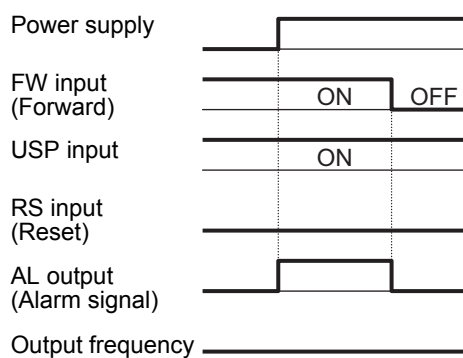 Power supply
FW input
(Forward)
ON
OFF
USP input
ON
RS input
(Reset)
AL output
(Alarm signal)
Output frequency